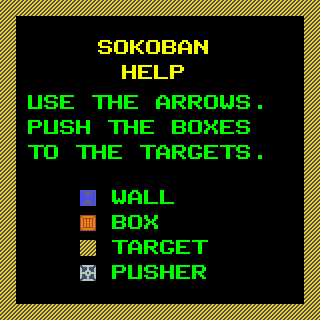 SOKOBAN
HELP
USE THE ARROWS.
PUSH THE BOXES
TO THE TARGETS.
WALL
BOX
TARGET
PUSHER